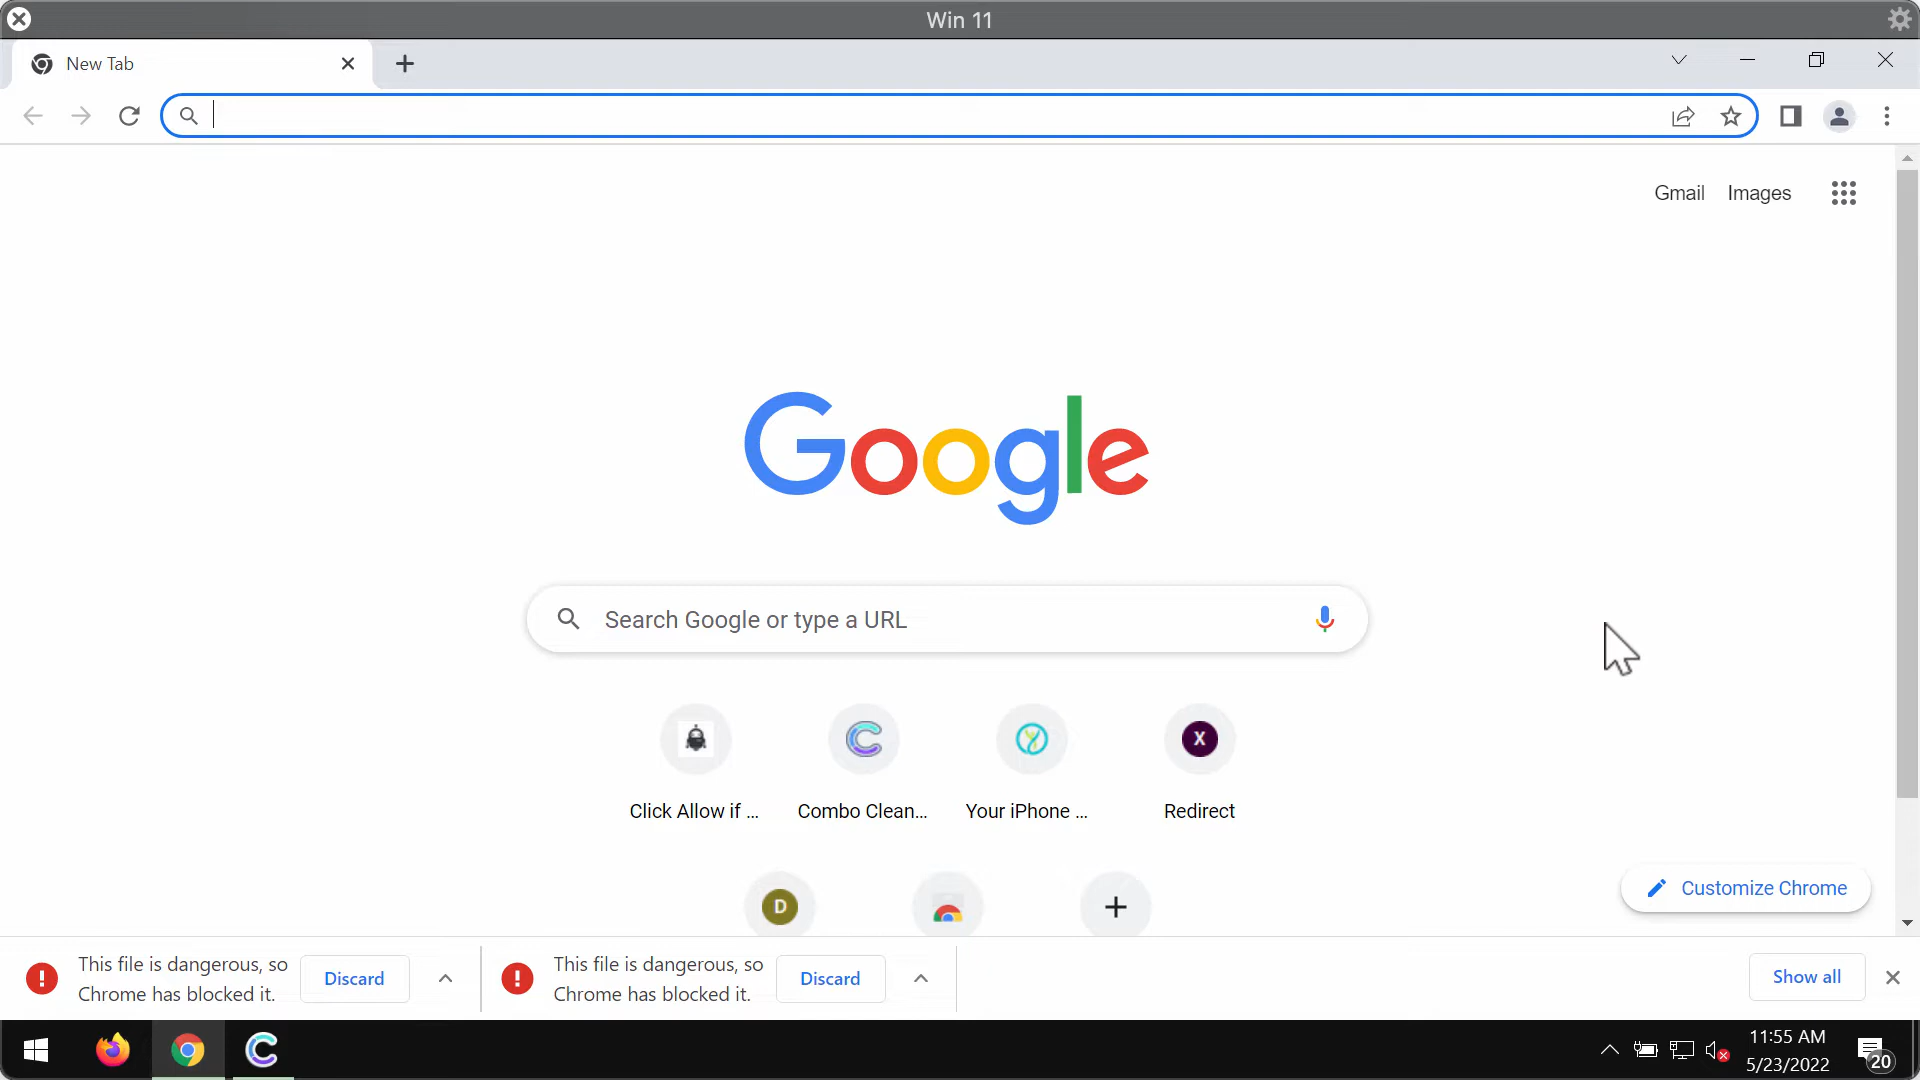 Win 11
New Tab
Gmail Images
Google
Search Google or type a URL
Click Allow if ... Combo Clean... Your iPhone ... Redirect
X
D
Customize Chrome
This file is dangerous, so
Chrome has blocked it.
Discard
This file is dangerous, so
Chrome has blocked it.
Discard
Show all
11:55 AM
5/23/2022
20